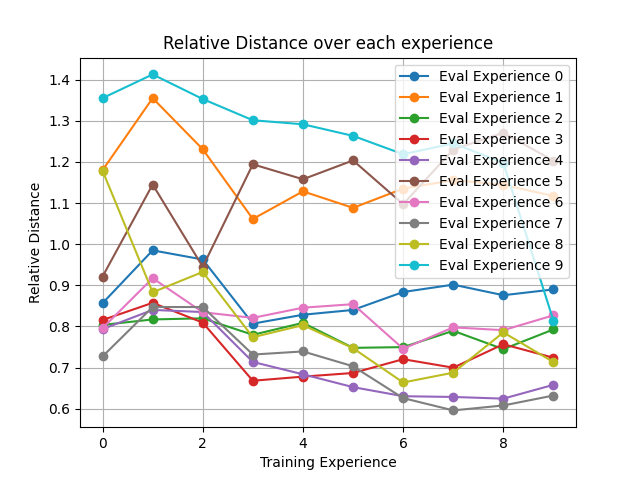 Relative Distance over each experience
Relative Distance
1.4
1.3
1.2
1.1
1.0
0.9
0.8
0.7
0.6
Eval Experience 0
Eval Experience 1
Eval Experience 2
Eval Experience 3
Eval Experience 4
Eval Experience 5
Eval Experience 6
Eval Experience 7
Eval Experience 8
Eval Experience 9
0 2 4 6 8
Training Experience